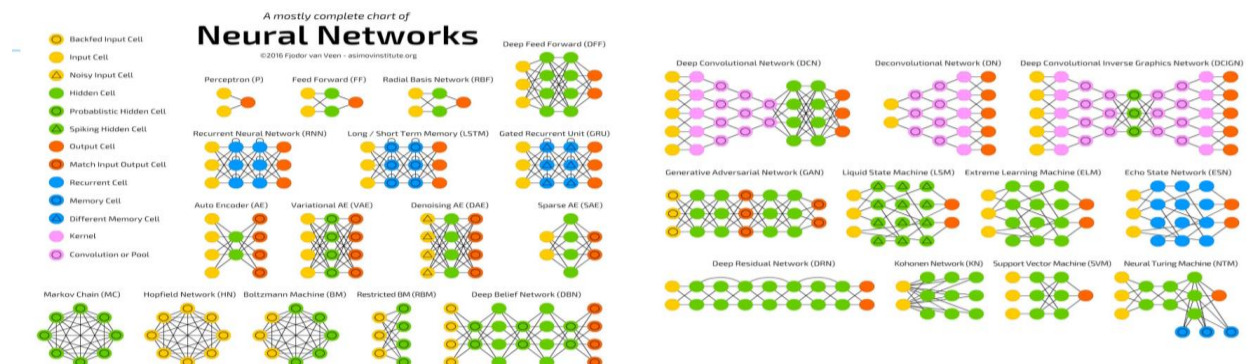 A mostly complete chart of
Neural Networks
©2016 Fjodor van Veen - asimovinstitute.org
Backfed Input Cell
Input Cell
Noisy Input Cell
Hidden Cell
Probablistic Hidden Cell
Spiking Hidden Cell
Output Cell
Match Input Output Cell
Recurrent Cell
Memory Cell
Different Memory Cell
Kernel
Convolution or Pool
Perceptron (P)
Feed Forward (FF)
Radial Basis Network (RBF)
Deep Feed Forward (DFF)
Recurrent Neural Network (RNN)
Long / Short Term Memory (LSTM)
Gated Recurrent Unit (GRU)
Auto Encoder (AE)
Variational AE (VAE)
Denoising AE (DAE)
Sparse AE (SAE)
Markov Chain (MC)
Hopfield Network (HN)
Boltzmann Machine (BM)
Restricted BM (RBM)
Deep Belief Network (DBN)
Deep Convolutional Network (DCN)
Deconvolutional Network (DN)
Deep Convolutional Inverse Graphics Network (DCIGN)
Generative Adversarial Network (GAN)
Liquid State Machine (LSM)
Extreme Learning Machine (ELM)
Echo State Network (ESN)
Deep Residual Network (DRN)
Kohonen Network (KN)
Support Vector Machine (SVM)
Neural Turing Machine (NTM)